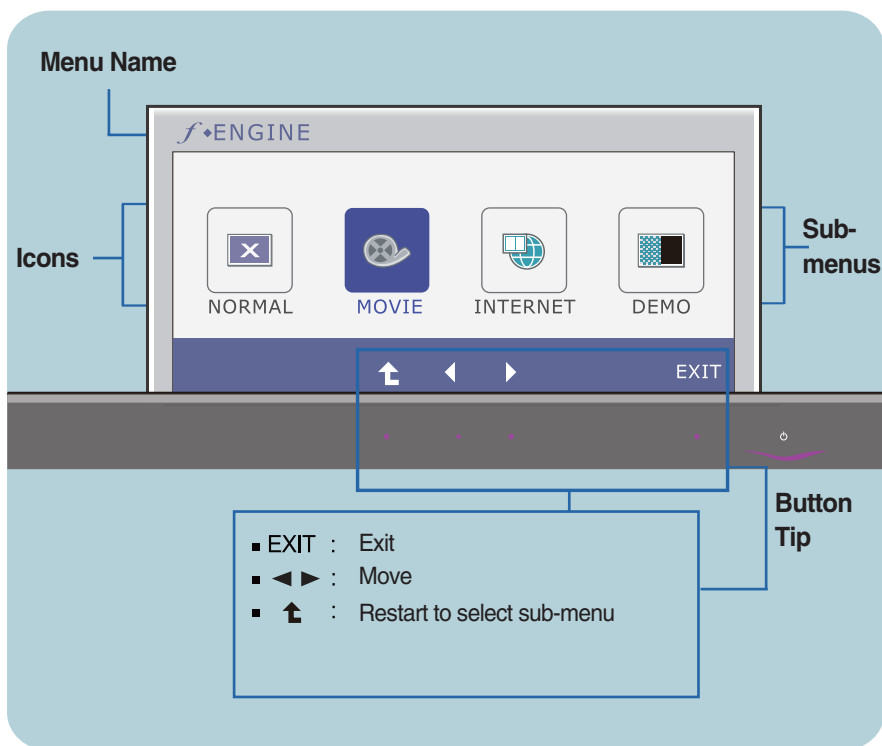 Menu Name
f ENGINE
Icons
Sub-
menus
NORMAL MOVIE INTERNET DEMO
EXIT
Button
Tip
EXIT : Exit
◄ ► : Move
: Restart to select sub-menu